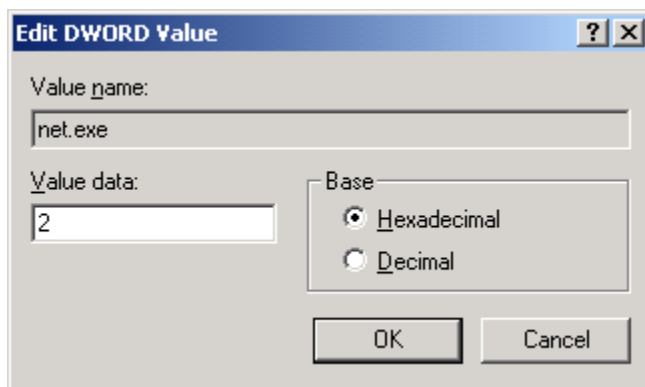 Edit DWORD Value
Value name:
net.exe
Value data:
2
Base
Hexadecimal
Decimal
OK
Cancel